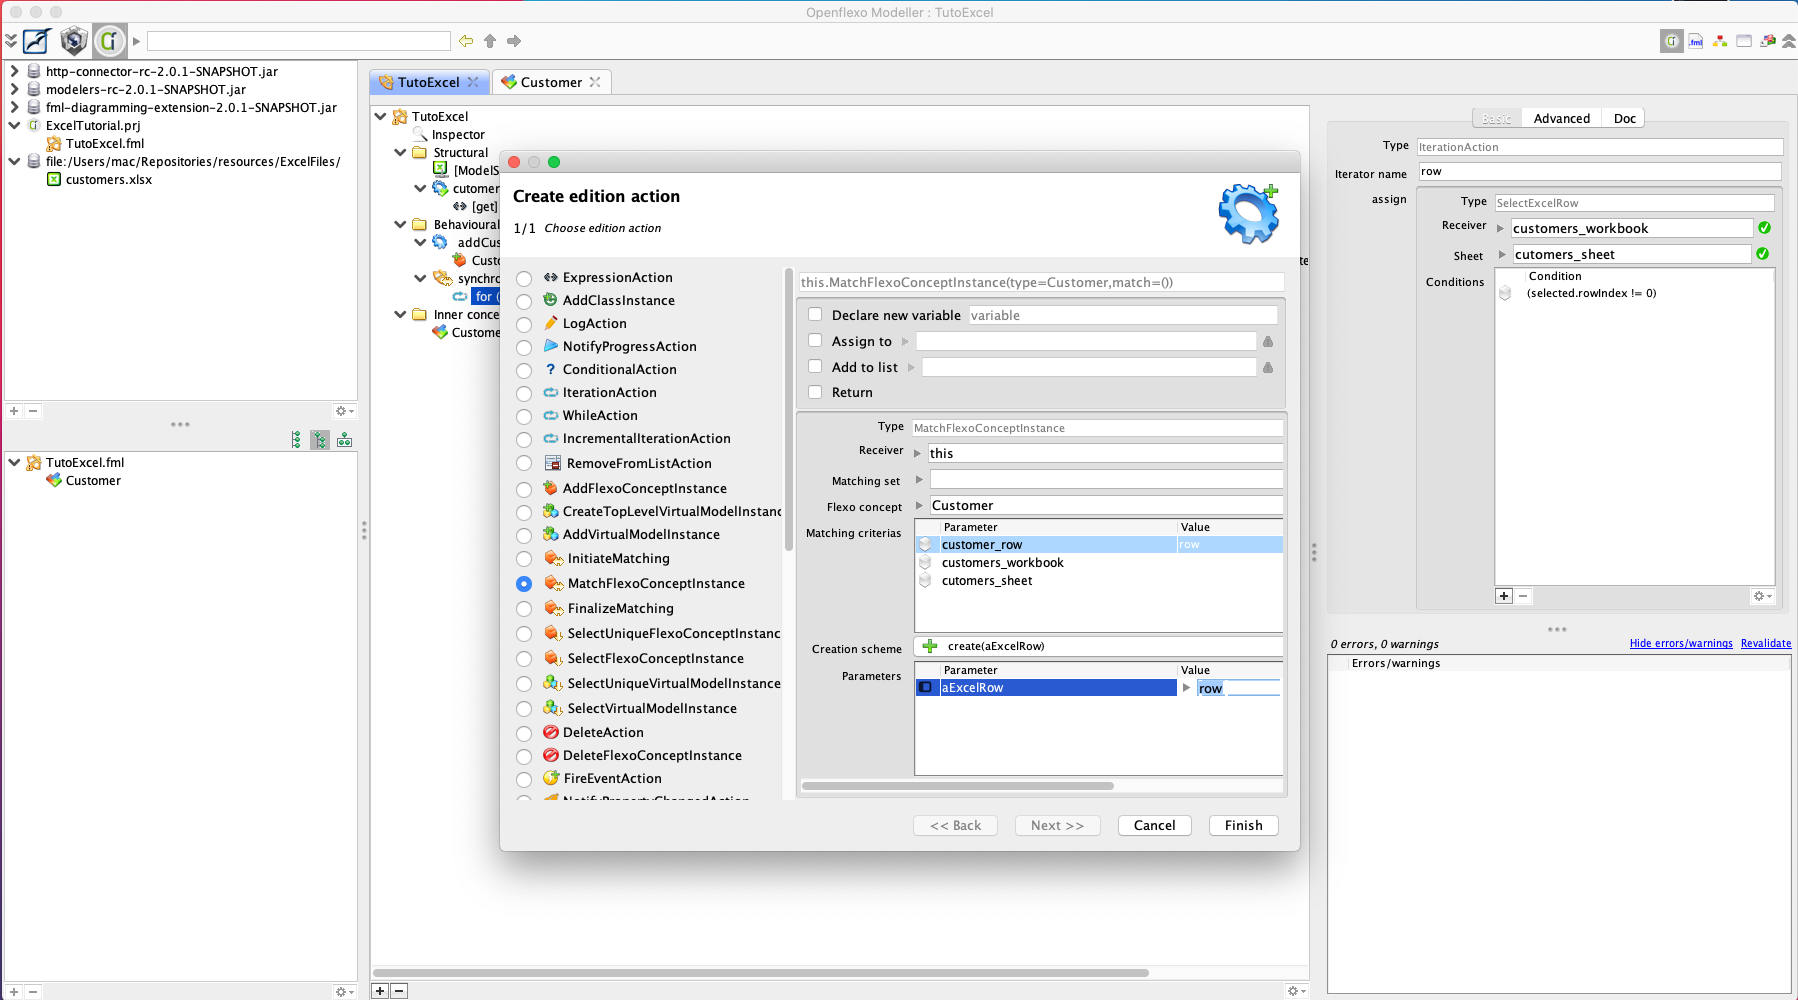 Openflexo Modeller : TutoExcel
http-connector-rc-2.0.1-SNAPSHOT.jar
modelers-rc-2.0.1-SNAPSHOT.jar
fml-diagramming-extension-2.0.1-SNAPSHOT.jar
ExcelTutorial.prj
TutoExcel.fml
file:/Users/mac/Repositories/resources/ExcelFiles/
customers.xlsx
TutoExcel.fml
Customer
TutoExcel
Customer
TutoExcel
Inspector
Structural
[ModelS
cutomer
[get]
Behavioural
addCus
Custo
synchro
for (
Inner conce
Custome
Create edition action
1/1 Choose edition action
ExpressionAction
AddClassInstance
LogAction
NotifyProgressAction
ConditionalAction
IterationAction
WhileAction
IncrementalIterationAction
RemoveFromListAction
AddFlexoConceptInstance
CreateTopLevelVirtualModelInstanc
AddVirtualModelInstance
InitiateMatching
MatchFlexoConceptInstance
FinalizeMatching
SelectUniqueFlexoConceptInstanc
SelectFlexoConceptInstance
SelectUniqueVirtualModelInstance
SelectVirtualModelInstance
DeleteAction
DeleteFlexoConceptInstance
FireEventAction
NotifyPropertyChangedAction
this.MatchFlexoConceptInstance(type=Customer,match=())
Declare new variable variable
Assign to
Add to list
Return
Type MatchFlexoConceptInstance
Receiver this
Matching set
Flexo concept Customer
Matching criterias
Parameter Value
customer_row row
customers_workbook
cutomers_sheet
Creation scheme create(aExcelRow)
Parameters
Parameter Value
aExcelRow row
<< Back Next >> Cancel Finish
te
.fml
Basic Advanced Doc
Type IterationAction
Iterator name row
assign
Type SelectExcelRow
Receiver customers_workbook
Sheet cutomers_sheet
Conditions
Condition
(selected.rowIndex != 0)
0 errors, 0 warnings Hide errors/warnings Revalidate
Errors/warnings